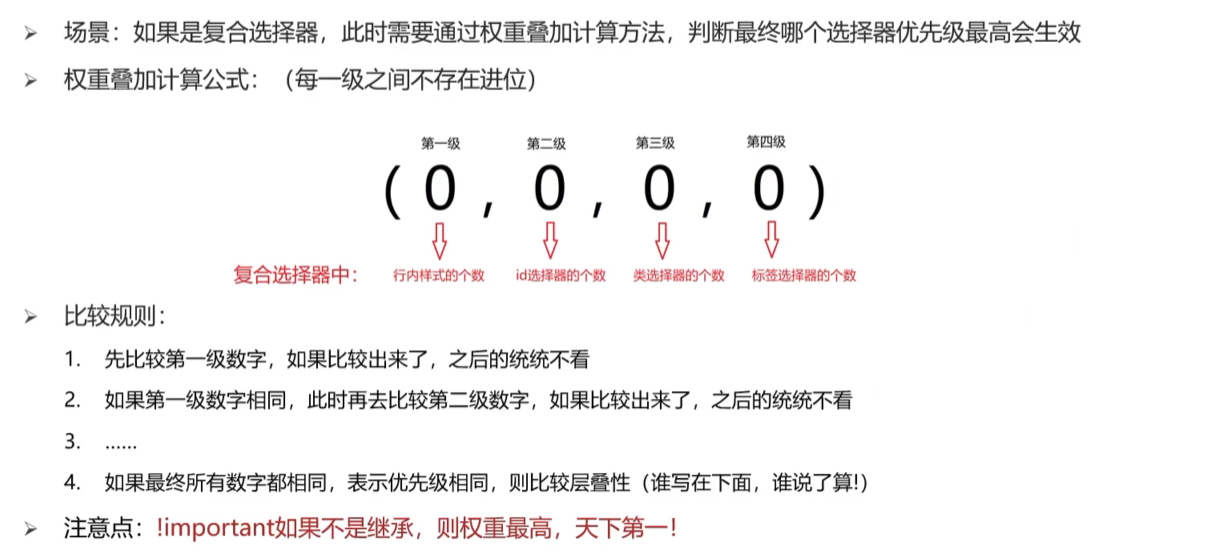 ➢ 场景：如果是复合选择器，此时需要通过权重叠加计算方法，判断最终哪个选择器优先级最高会生效
➢ 权重叠加计算公式：（每一级之间不存在进位）
第一级 第二级 第三级 第四级
（0，0，0，0）
复合选择器中： 行内样式的个数 id选择器的个数 类选择器的个数 标签选择器的个数
➢ 比较规则：
1. 先比较第一级数字，如果比较出来了，之后的统统不看
2. 如果第一级数字相同，此时再去比较第二级数字，如果比较出来了，之后的统统不看
3. ......
4. 如果最终所有数字都相同，表示优先级相同，则比较层叠性（谁写在下面，谁说了算!）
➢ 注意点：!important如果不是继承，则权重最高，天下第一!